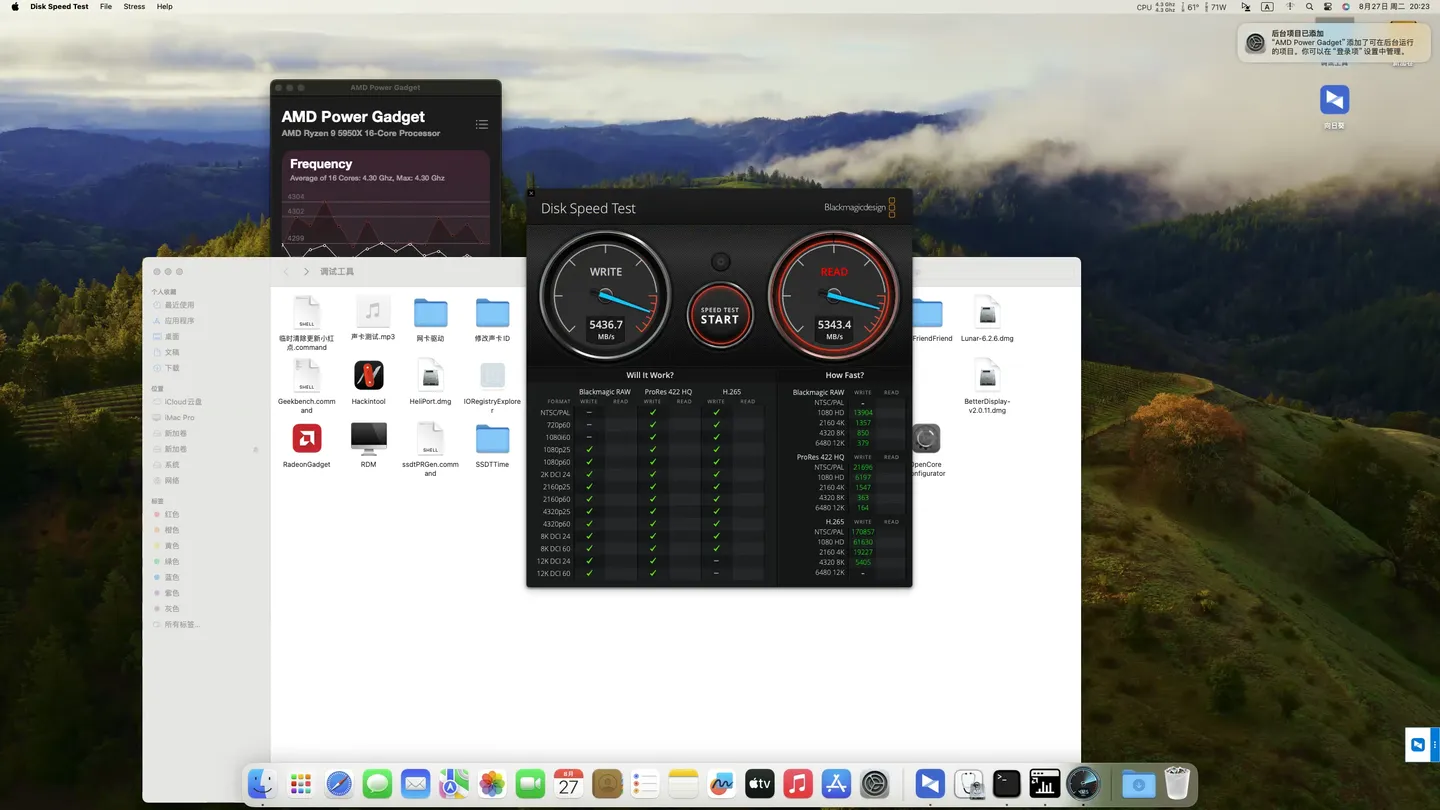 Disk Speed Test File Stress Help
CPU 4.3 Ghz 4.3 Ghz 61° 71W A 8月27日 周二 20:23
后台项目已添加
“AMD Power Gadget”添加了可在后台运行
的项目。你可以在“登录项”设置中管理。
调试工具
新加卷
向日葵
AMD Power Gadget
AMD Power Gadget
AMD Ryzen 9 5950X 16-Core Processor
Frequency
Average of 16 Cores: 4.30 Ghz, Max: 4.30 Ghz
4304
4302
4299
个人收藏
最近使用
应用程序
桌面
文稿
下载
位置
iCloud云盘
iMac Pro
新加卷
新加卷
系统
网络
标签
红色
橙色
黄色
绿色
蓝色
紫色
灰色
所有标签...
调试工具
SHELL
临时清除更新小红
点.command
声卡测试.mp3
网卡驱动
修改声卡ID
FriendFriend
Lunar-6.2.6.dmg
SHELL
Geekbench.comm
and
Hackintool
HeliPort.dmg
IORegistryExplore
r
BetterDisplay-
v2.0.11.dmg
RadeonGadget
RDM
SHELL
ssdtPRGen.comm
and
SSDTTime
OpenCore
onfigurator
Disk Speed Test
Blackmagicdesign
WRITE
5436.7
MB/s
SPEED TEST
START
READ
5343.4
MB/s
Will It Work?
Blackmagic RAW ProRes 422 HQ H.265
FORMAT WRITE READ WRITE READ WRITE READ
NTSC/PAL – ✓ ✓
720p60 – ✓ ✓
1080i60 – ✓ ✓
1080p25 ✓ ✓ ✓
1080p60 ✓ ✓ ✓
2K DCI 24 ✓ ✓ ✓
2160p25 ✓ ✓ ✓
2160p60 ✓ ✓ ✓
4320p25 ✓ ✓ ✓
4320p60 ✓ ✓ ✓
8K DCI 24 ✓ ✓ ✓
8K DCI 60 ✓ ✓ ✓
12K DCI 24 ✓ ✓ –
12K DCI 60 ✓ ✓ –
How Fast?
Blackmagic RAW WRITE READ
NTSC/PAL -
1080 HD 13904
2160 4K 1357
4320 8K 850
6480 12K 379
ProRes 422 HQ WRITE READ
NTSC/PAL 21696
1080 HD 6197
2160 4K 1547
4320 8K 363
6480 12K 164
H.265 WRITE READ
NTSC/PAL 179857
1080 HD 61630
2160 4K 19227
4320 8K 5405
6480 12K -
8月
27
tv